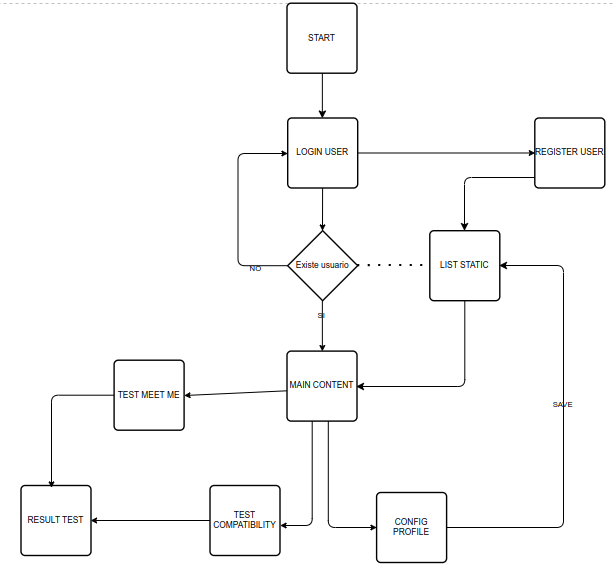 START
LOGIN USER
REGISTER USER
Existe usuario
LIST STATIC
NO
SI
MAIN CONTENT
TEST MEET ME
SAVE
RESULT TEST
TEST
COMPATIBILITY
CONFIG
PROFILE